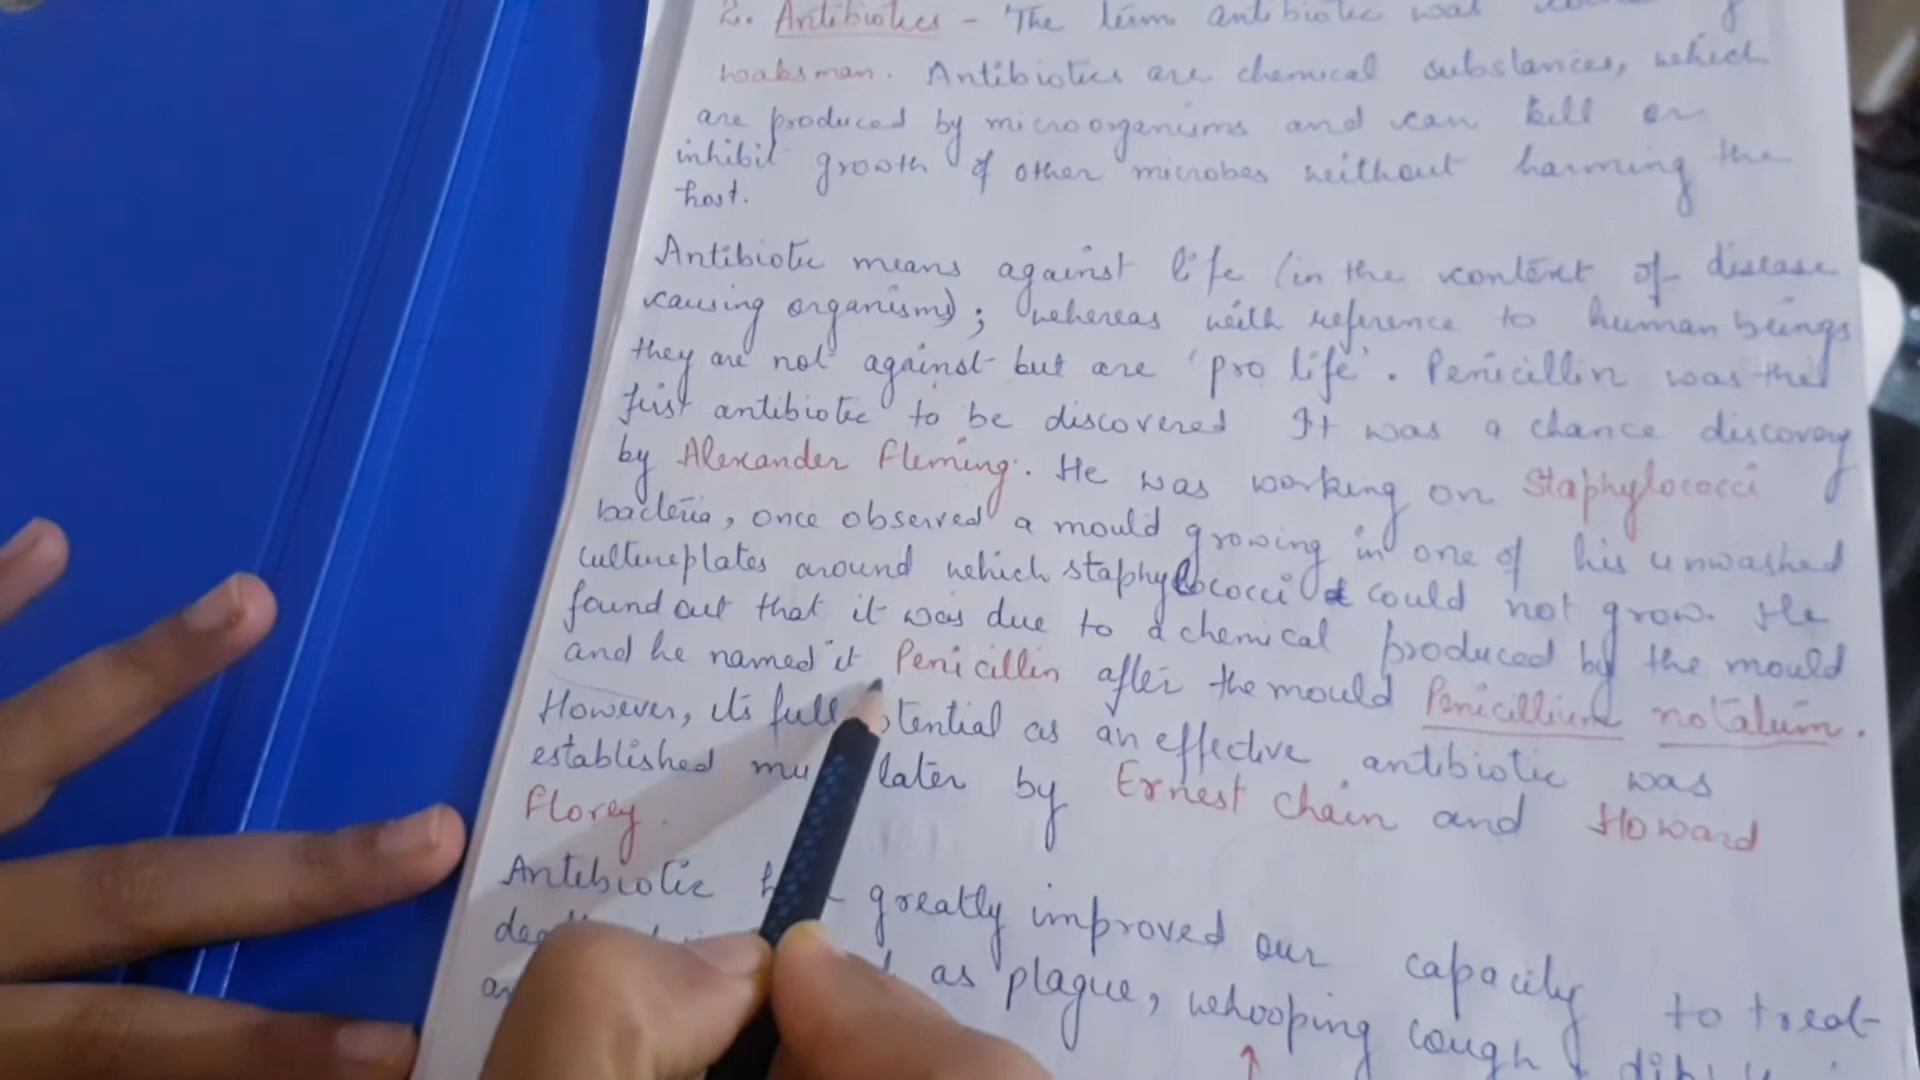 2. Antibiotics - The term antibiotic was
waksman. Antibiotics are chemical substances, which
are produced by microorganisms and can kill or
inhibit growth of other microbes without harming the
host.
Antibiotic means against life (in the context of disease
causing organisms); whereas with reference to human beings
they are not against but are 'pro life'. Penicillin was the
first antibiotic to be discovered It was a chance discovery
by Alexander Fleming. He was working on Staphylococci
bacteria, once observed a mould growing in one of his unwashed
culture plates around which staphylococci could not grow. He
found out that it was due to a chemical produced by the mould
and he named it Penicillin after the mould Penicillium notatum.
However, its full otential as an effective antibiotic was
established mu later by Ernest Chain and Howard
Florey.
Antibiotic greatly improved our capacity to treat
as plague, whooping cough